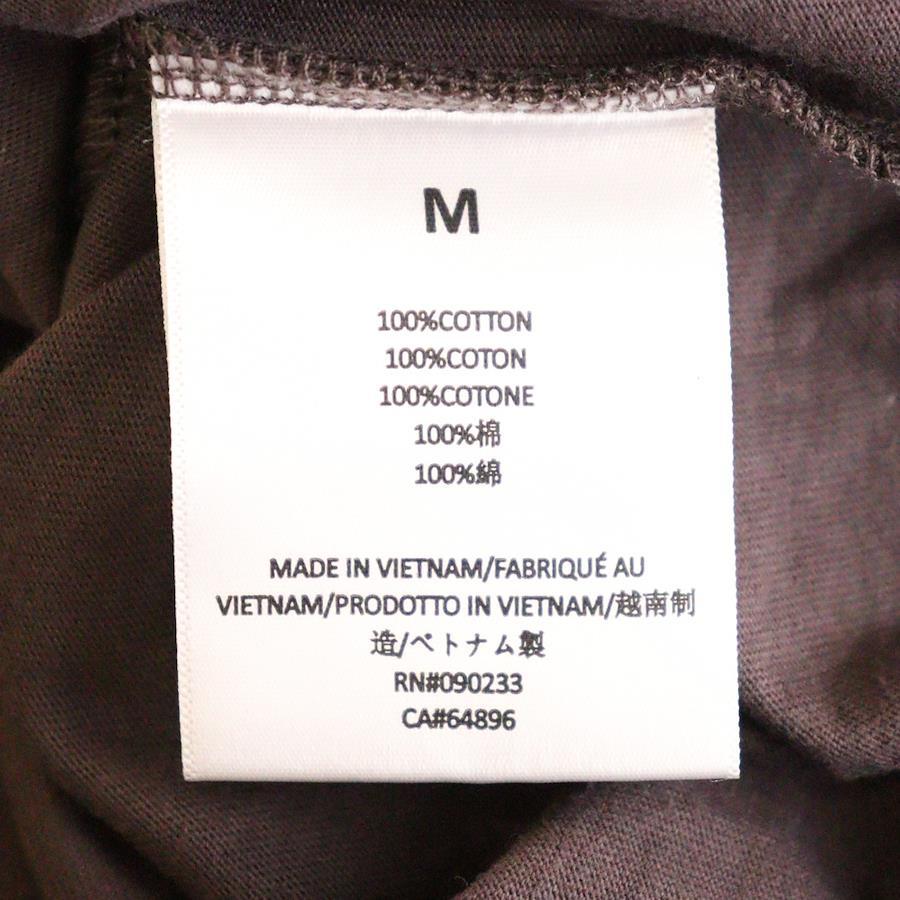 M
100%COTTON
100%COTON
100%COTONE
100%棉
100%綿
MADE IN VIETNAM/FABRIQUÉ AU
VIETNAM/PRODOTTO IN VIETNAM/越南制
造/ベトナム製
RN#090233
CA#64896